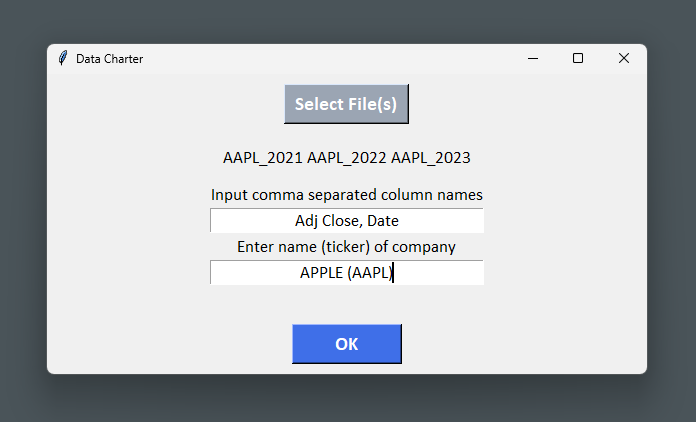 Data Charter
Select File(s)
AAPL_2021 AAPL_2022 AAPL_2023
Input comma separated column names
Adj Close, Date
Enter name (ticker) of company
APPLE (AAPL)
OK